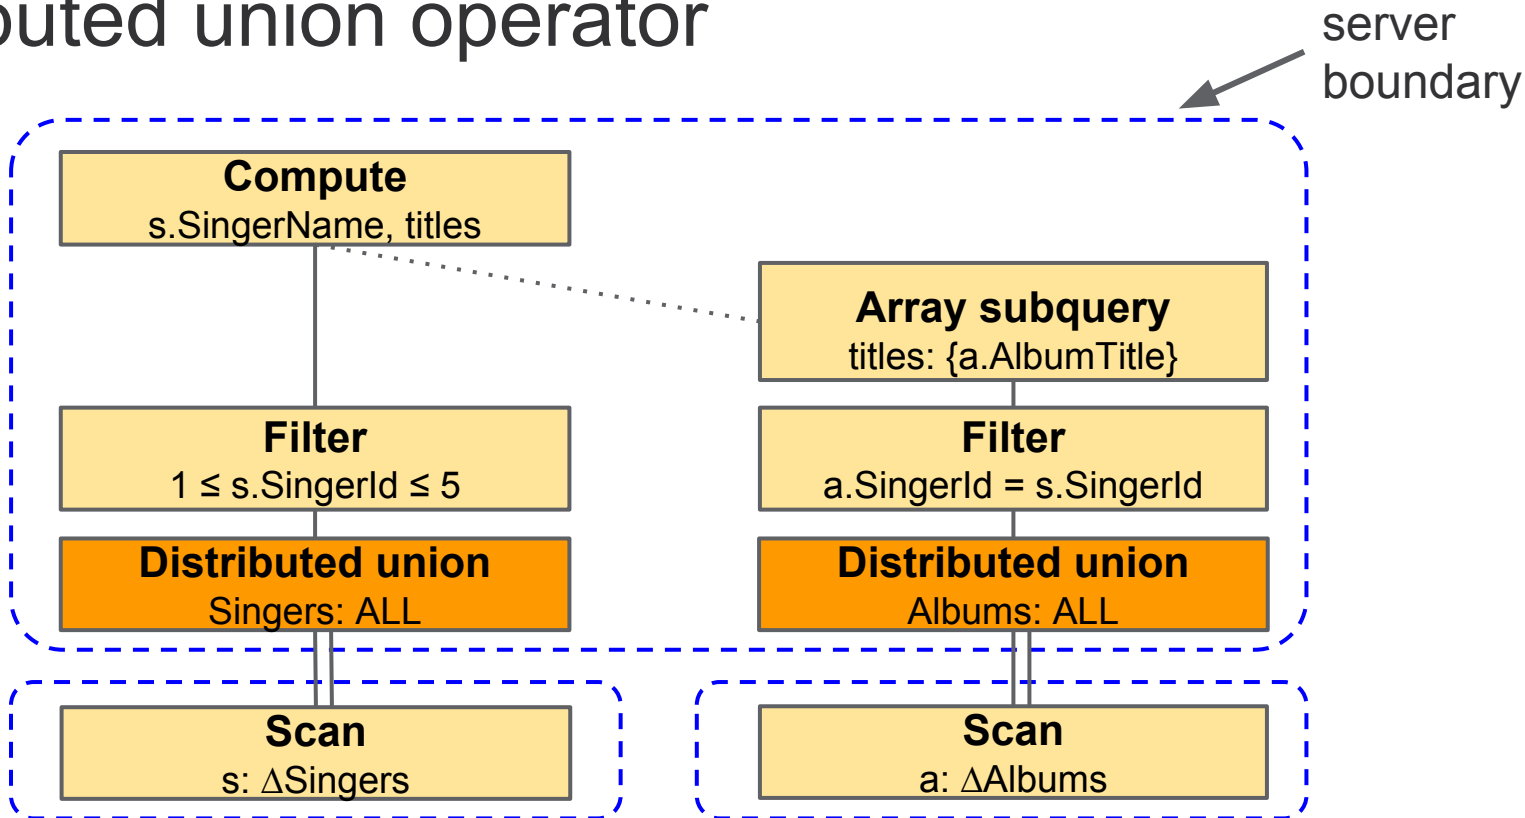 uted union operator
server
boundary
Compute
s.SingerName, titles
Array subquery
titles: {a.AlbumTitle}
Filter
1 ≤ s.SingerId ≤ 5
Filter
a.SingerId = s.SingerId
Distributed union
Singers: ALL
Distributed union
Albums: ALL
Scan
s: ∆Singers
Scan
a: ∆Albums